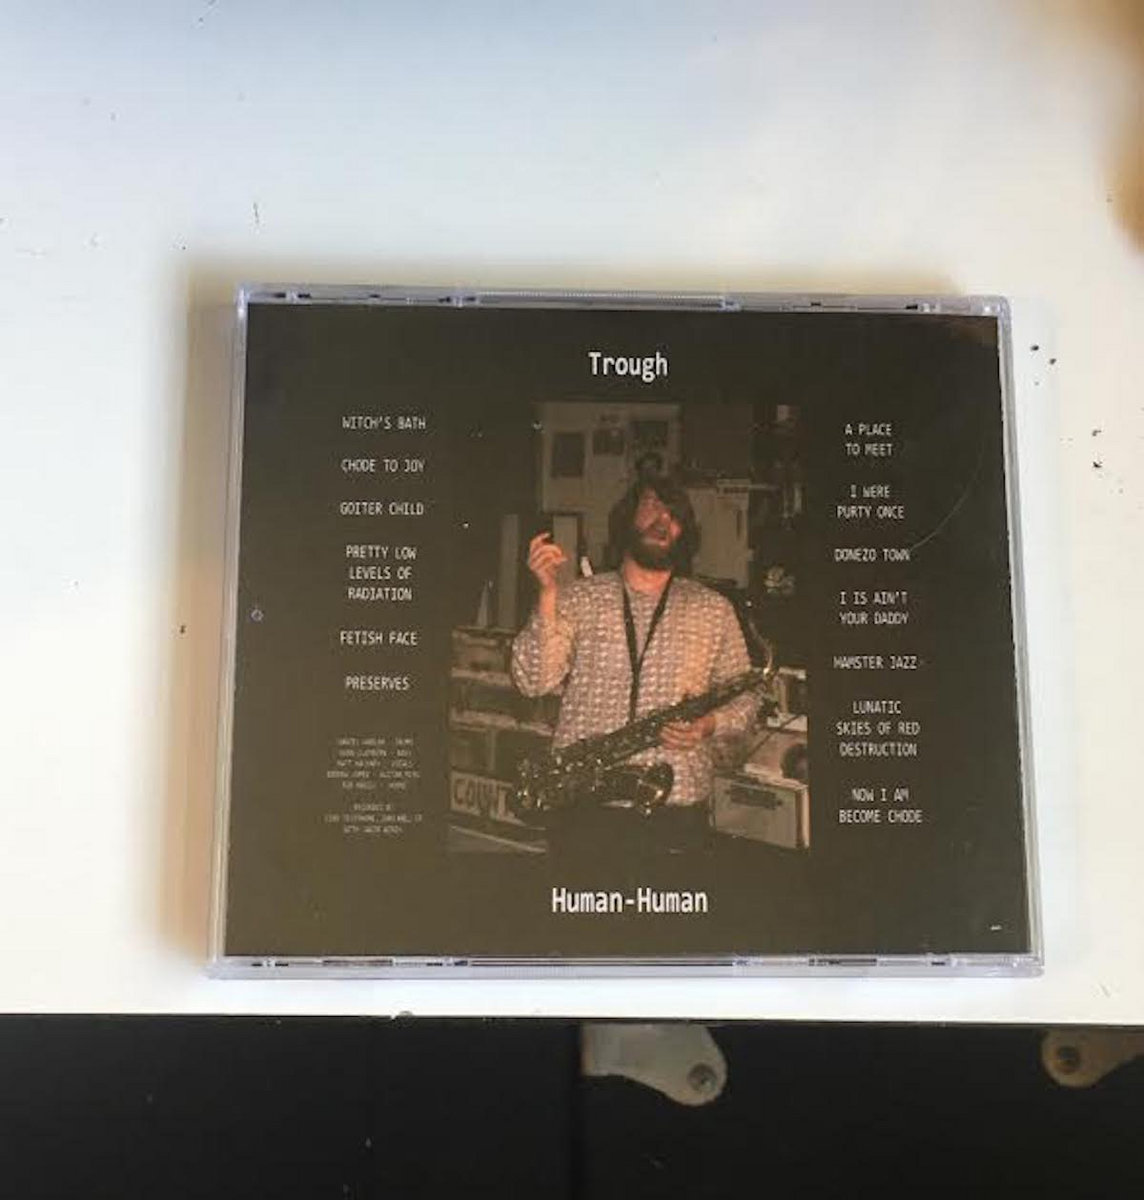 Trough
WITCH'S BATH
CHODE TO JOY
GOITER CHILD
PRETTY LOW
LEVELS OF
RADIATION
FETISH FACE
PRESERVES
A PLACE
TO MEET
I WERE
PURTY ONCE
DONEZO TOWN
I IS AIN'T
YOUR DADDY
HAMSTER JAZZ
LUNATIC
SKIES OF RED
DESTRUCTION
NOW I AM
BECOME CHODE
Human-Human